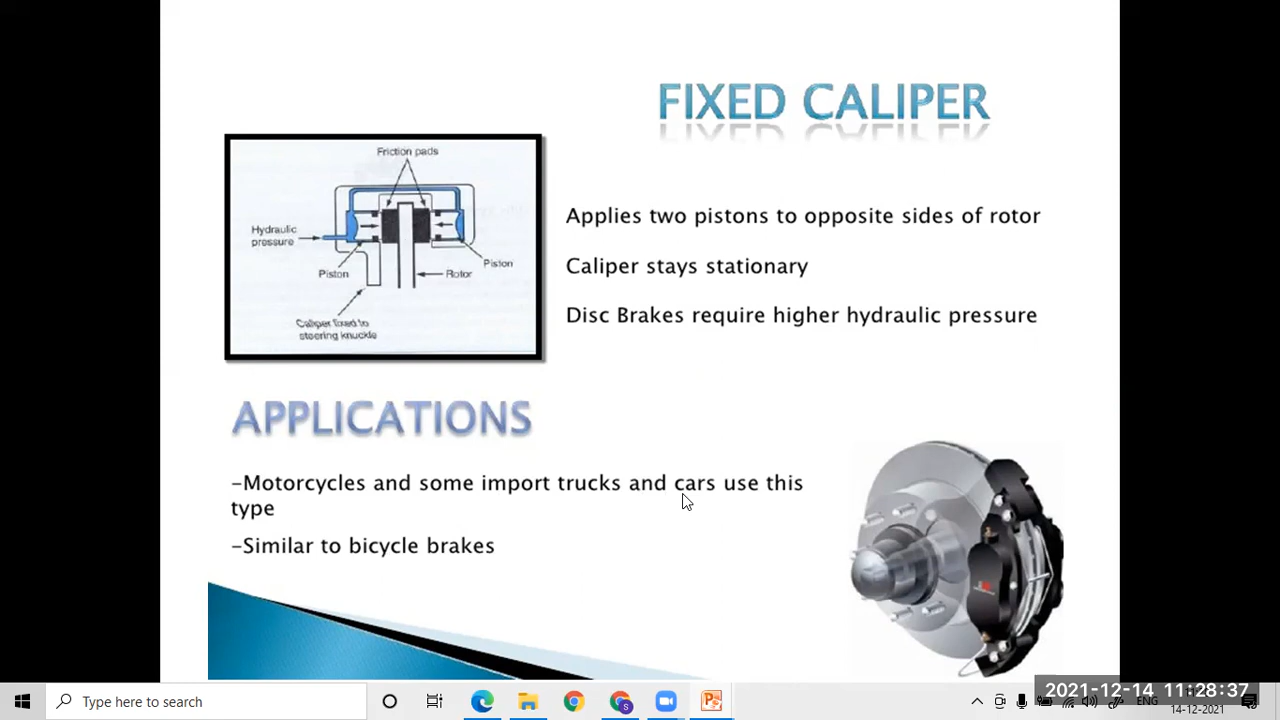 FIXED CALIPER
Friction pads
Hydraulic
pressure
Piston
Piston
Rotor
Caliper fixed to
steering knuckle
Applies two pistons to opposite sides of rotor
Caliper stays stationary
Disc Brakes require higher hydraulic pressure
APPLICATIONS
-Motorcycles and some import trucks and cars use this
type
-Similar to bicycle brakes
Type here to search
ENG
2021-12-14 11:28:37
14-12-2021